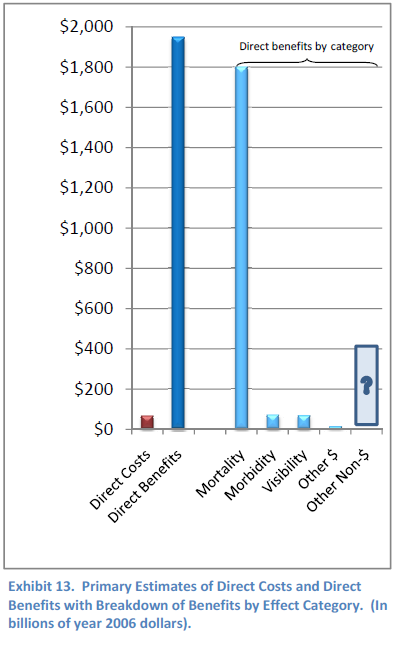 $2,000
$1,800
$1,600
$1,400
$1,200
$1,000
$800
$600
$400
$200
$0
Direct benefits by category
?
Direct Costs
Direct Benefits
Mortality
Morbidity
Visibility
Other $
Other Non-$
Exhibit 13. Primary Estimates of Direct Costs and Direct
Benefits with Breakdown of Benefits by Effect Category. (In
billions of year 2006 dollars).